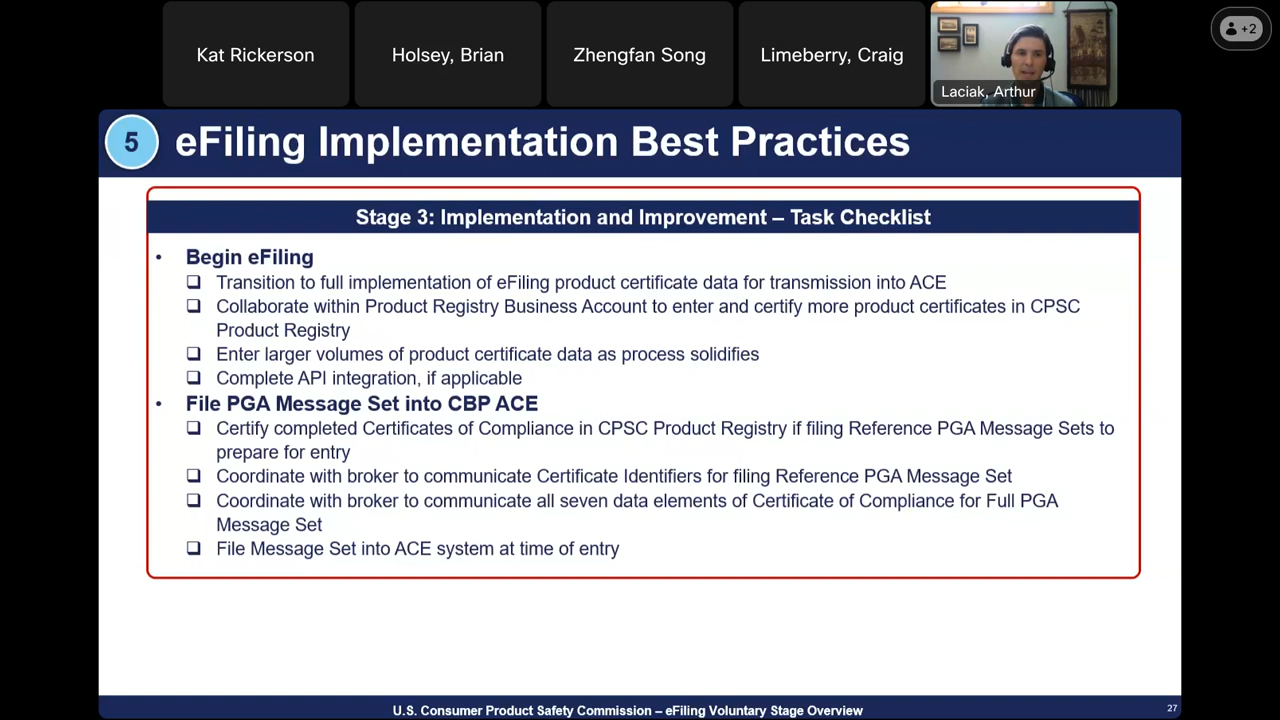 Kat Rickerson
Holsey, Brian
Zhengfan Song
Limeberry, Craig
Laciak, Arthur
+2
5
eFiling Implementation Best Practices
Stage 3: Implementation and Improvement – Task Checklist
• Begin eFiling
❑ Transition to full implementation of eFiling product certificate data for transmission into ACE
❑ Collaborate within Product Registry Business Account to enter and certify more product certificates in CPSC
Product Registry
❑ Enter larger volumes of product certificate data as process solidifies
❑ Complete API integration, if applicable
• File PGA Message Set into CBP ACE
❑ Certify completed Certificates of Compliance in CPSC Product Registry if filing Reference PGA Message Sets to
prepare for entry
❑ Coordinate with broker to communicate Certificate Identifiers for filing Reference PGA Message Set
❑ Coordinate with broker to communicate all seven data elements of Certificate of Compliance for Full PGA
Message Set
❑ File Message Set into ACE system at time of entry
U.S. Consumer Product Safety Commission – eFiling Voluntary Stage Overview
27